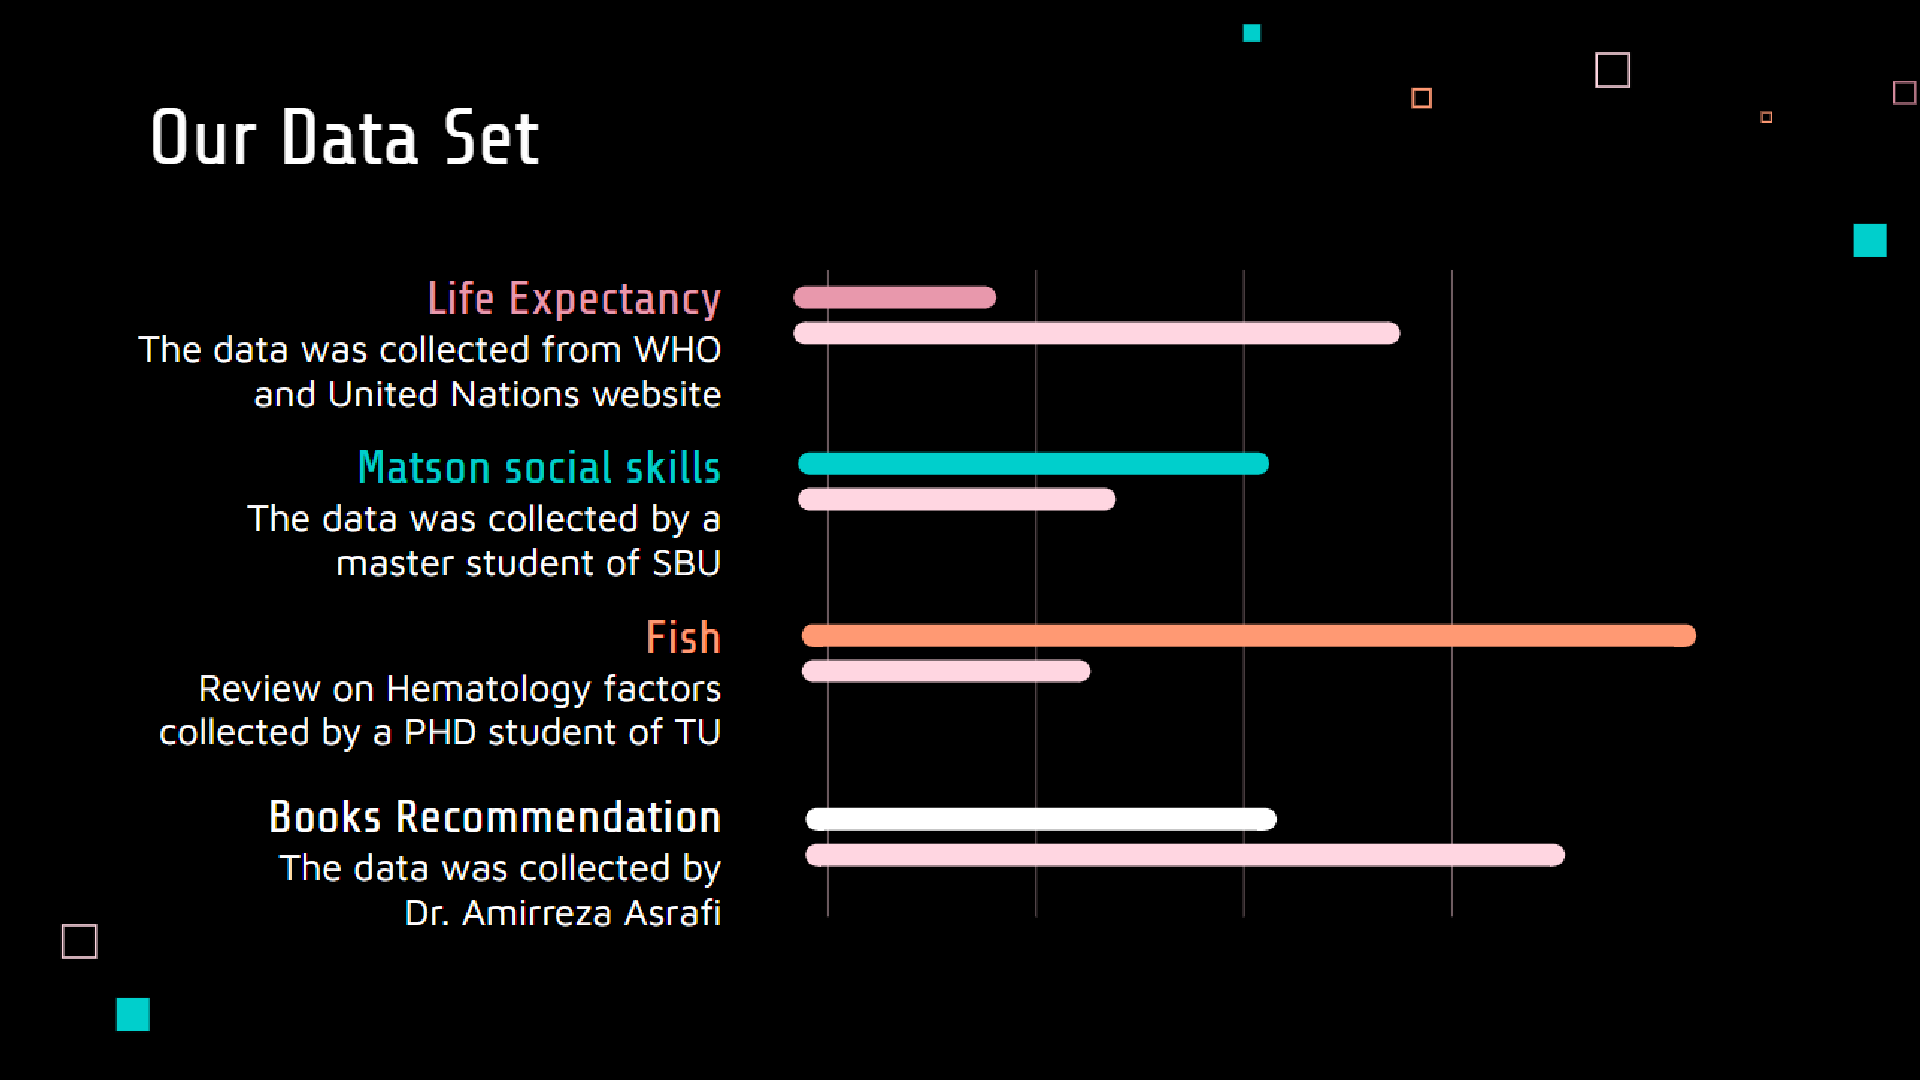 Our Data Set
Life Expectancy
The data was collected from WHO
and United Nations website
Matson social skills
The data was collected by a
master student of SBU
Fish
Review on Hematology factors
collected by a PHD student of TU
Books Recommendation
The data was collected by
Dr. Amirreza Asrafi